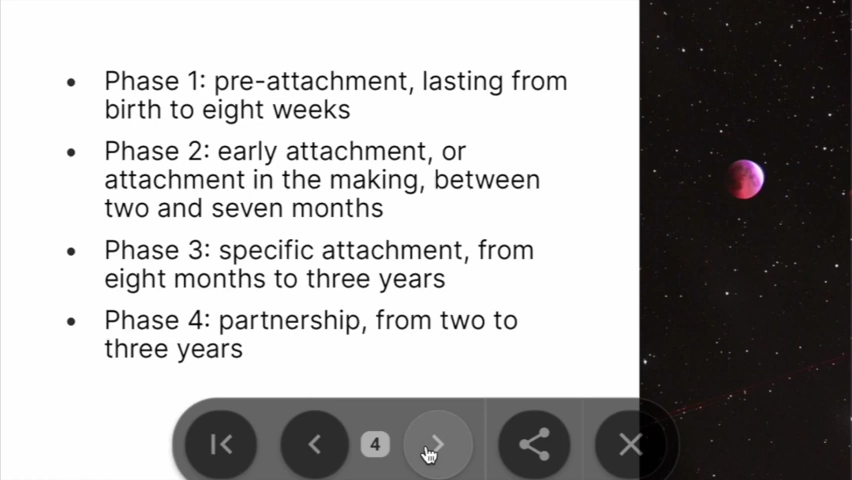 Phase 1: pre-attachment, lasting from
birth to eight weeks
Phase 2: early attachment, or
attachment in the making, between
two and seven months
Phase 3: specific attachment, from
eight months to three years
Phase 4: partnership, from two to
three years
4